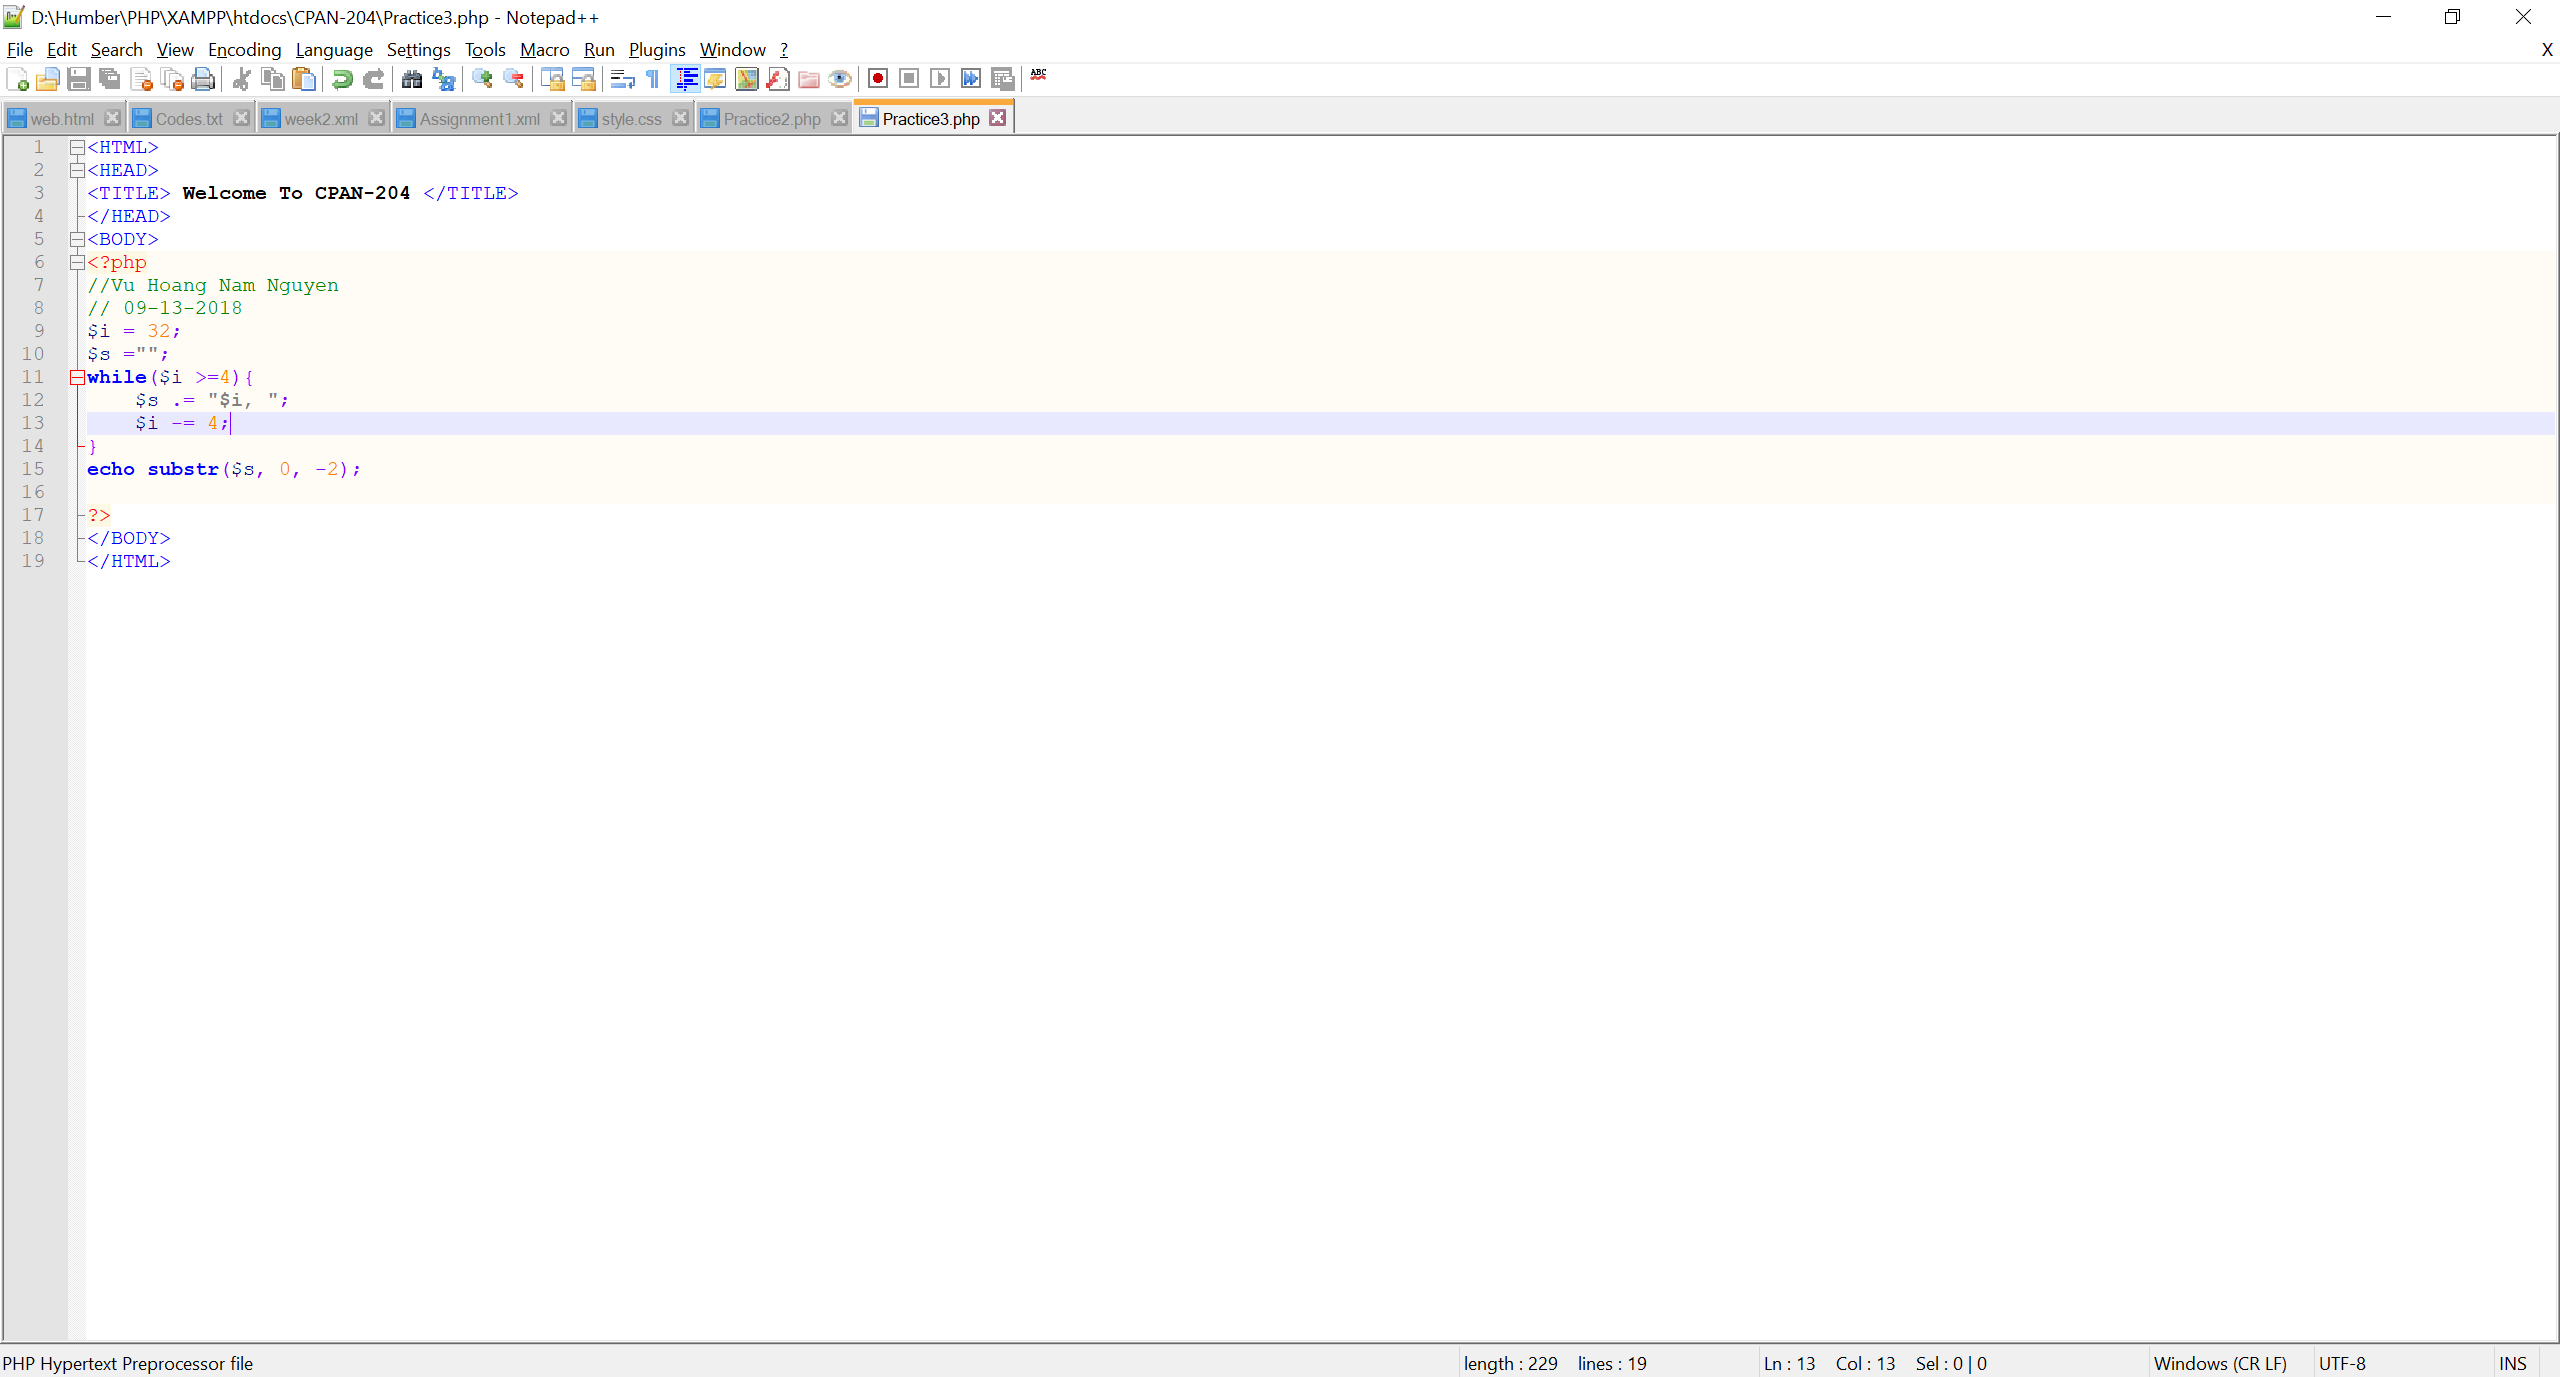 D:\Humber\PHP\XAMPP\htdocs\CPAN-204\Practice3.php - Notepad++
File Edit Search View Encoding Language Settings Tools Macro Run Plugins Window ? X
ABC
web.html Codes.txt week2.xml Assignment1.xml style.css Practice2.php Practice3.php
1 <HTML>
2 <HEAD>
3 <TITLE> Welcome To CPAN-204 </TITLE>
4 </HEAD>
5 <BODY>
6 <?php
7 //Vu Hoang Nam Nguyen
8 // 09-13-2018
9 $i = 32;
10 $s ="";
11 while($i >=4){
12 $s .= "$i, ";
13 $i -= 4;
14 }
15 echo substr($s, 0, -2);
16
17 ?>
18 </BODY>
19 </HTML>
PHP Hypertext Preprocessor file length : 229 lines : 19 Ln : 13 Col : 13 Sel : 0 | 0 Windows (CR LF) UTF-8 INS